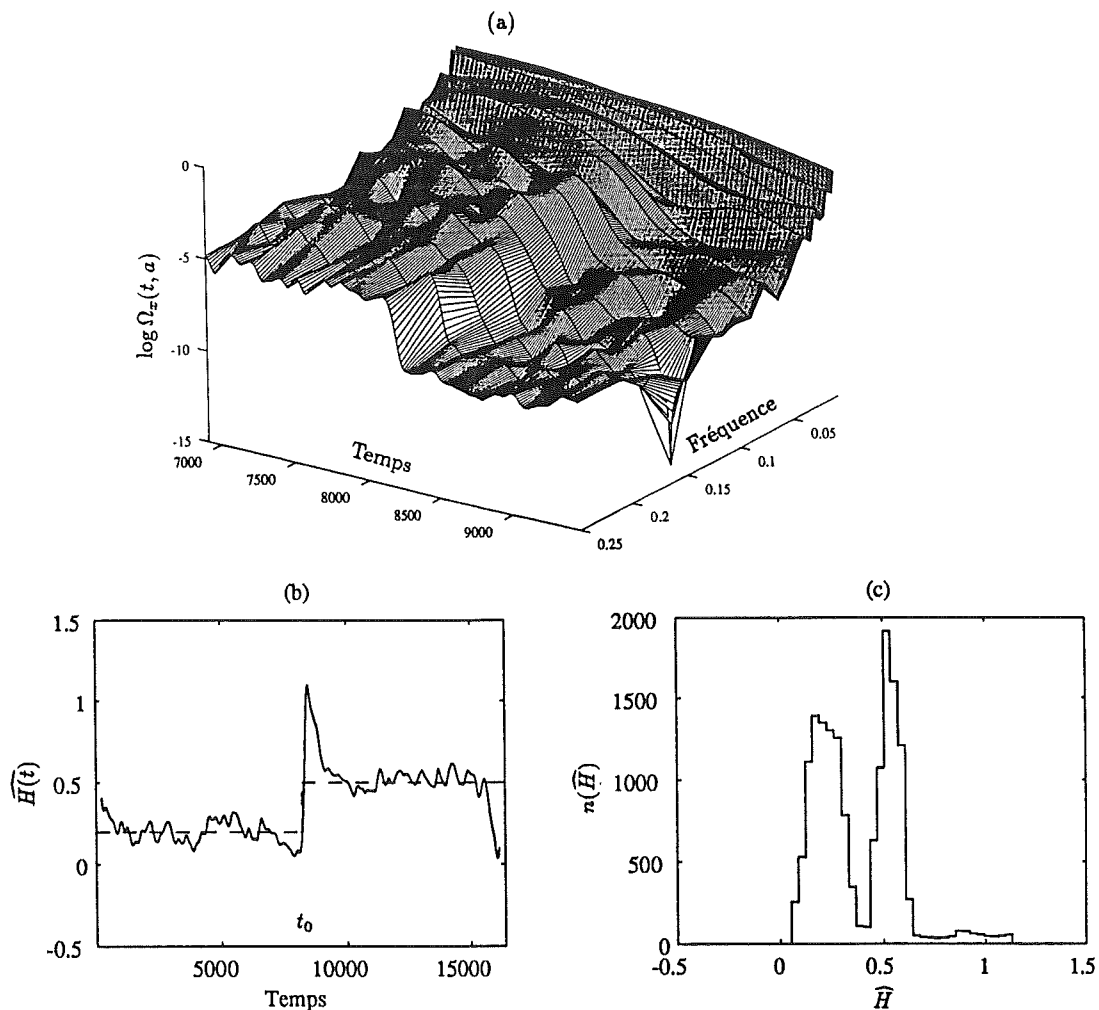 (a)
0
-5
-10
-15
log Ω_x(t, a)
7000
7500
8000
8500
9000
Temps
0.25
0.2
0.15
0.1
0.05
Fréquence
(b)
1.5
1
0.5
0
-0.5
Ĥ(t)
t₀
5000
10000
15000
Temps
(c)
2000
1500
1000
500
0
n(Ĥ)
-0.5
0
0.5
1
1.5
Ĥ